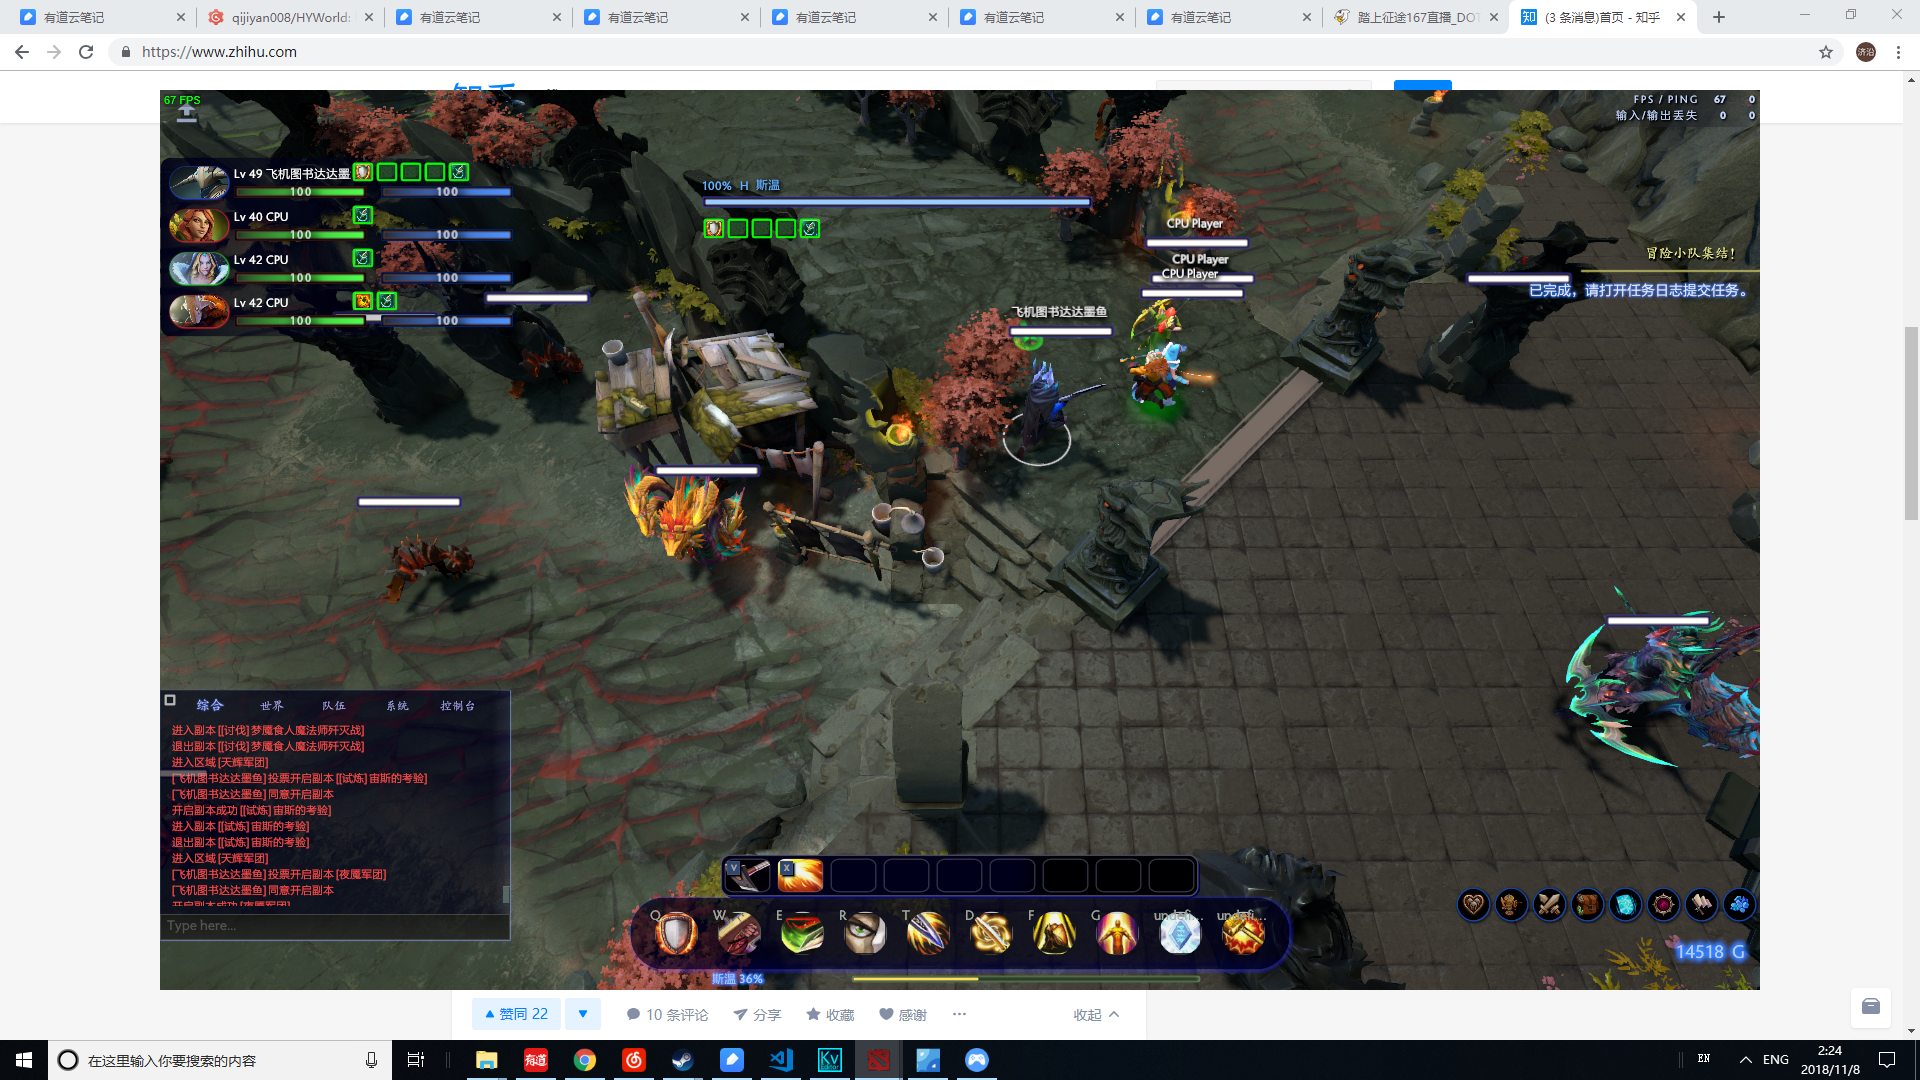 有道云笔记
qijiyan008/HYWorld:
有道云笔记
有道云笔记
有道云笔记
有道云笔记
有道云笔记
踏上征途167直播_DOT
(3 条消息)首页 - 知乎
https://www.zhihu.com
67 FPS
FPS / PING 67 0
输入/输出丢失 0 0
Lv 49 飞机图书达达墨
100 100
Lv 40 CPU
100 100
Lv 42 CPU
100 100
Lv 42 CPU
100 100
100% H 斯温
CPU Player
CPU Player
CPU Player
飞机图书达达墨鱼
冒险小队集结!
已完成，请打开任务日志提交任务。
综合 世界 队伍 系统 控制台
进入副本 [[讨伐] 梦魇食人魔法师歼灭战]
退出副本 [[讨伐] 梦魇食人魔法师歼灭战]
进入区域 [天辉军团]
[飞机图书达达墨鱼] 投票开启副本 [[试炼] 宙斯的考验]
[飞机图书达达墨鱼] 同意开启副本
开启副本成功 [[试炼] 宙斯的考验]
进入副本 [[试炼] 宙斯的考验]
退出副本 [[试炼] 宙斯的考验]
进入区域 [天辉军团]
[飞机图书达达墨鱼] 投票开启副本 [夜魇军团]
[飞机图书达达墨鱼] 同意开启副本
开启副本成功 [夜魇军团]
Type here...
V X
Q W E R T D F G undefi... undefi...
斯温 36%
14518 G
赞同 22
10 条评论 分享 收藏 感谢 ··· 收起
在这里输入你要搜索的内容
有道
Kv
Editor
EN
ENG
2:24
2018/11/8